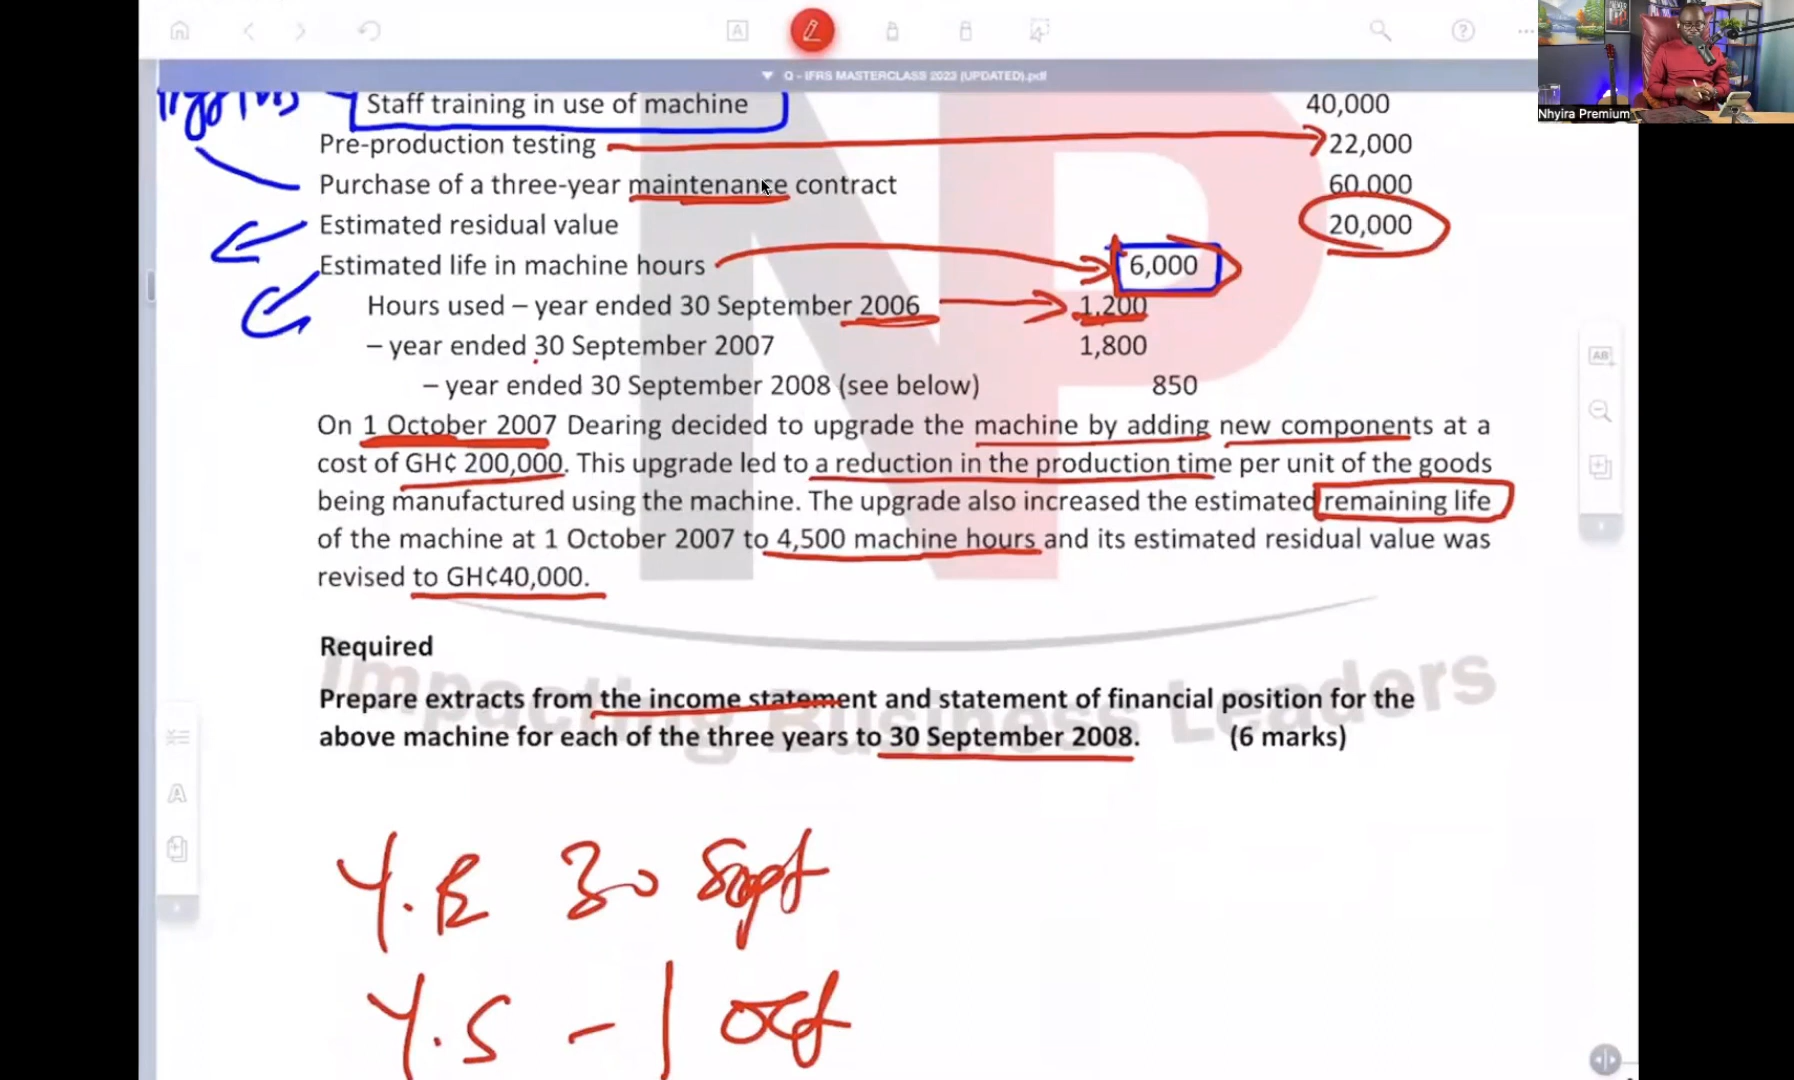 Q - IFRS MASTERCLASS 2023 (UPDATED).pdf
Nhyira Premium
Staff training in use of machine 40,000
Pre-production testing 22,000
Purchase of a three-year maintenance contract 60,000
Estimated residual value 20,000
Estimated life in machine hours 6,000
Hours used – year ended 30 September 2006 1,200
– year ended 30 September 2007 1,800
– year ended 30 September 2008 (see below) 850
On 1 October 2007 Dearing decided to upgrade the machine by adding new components at a
cost of GH¢ 200,000. This upgrade led to a reduction in the production time per unit of the goods
being manufactured using the machine. The upgrade also increased the estimated remaining life
of the machine at 1 October 2007 to 4,500 machine hours and its estimated residual value was
revised to GH¢40,000.
Required
Prepare extracts from the income statement and statement of financial position for the
above machine for each of the three years to 30 September 2008. (6 marks)
Impacting Business Leaders
Y.E 30 Sept
Y.S - 1 Oct